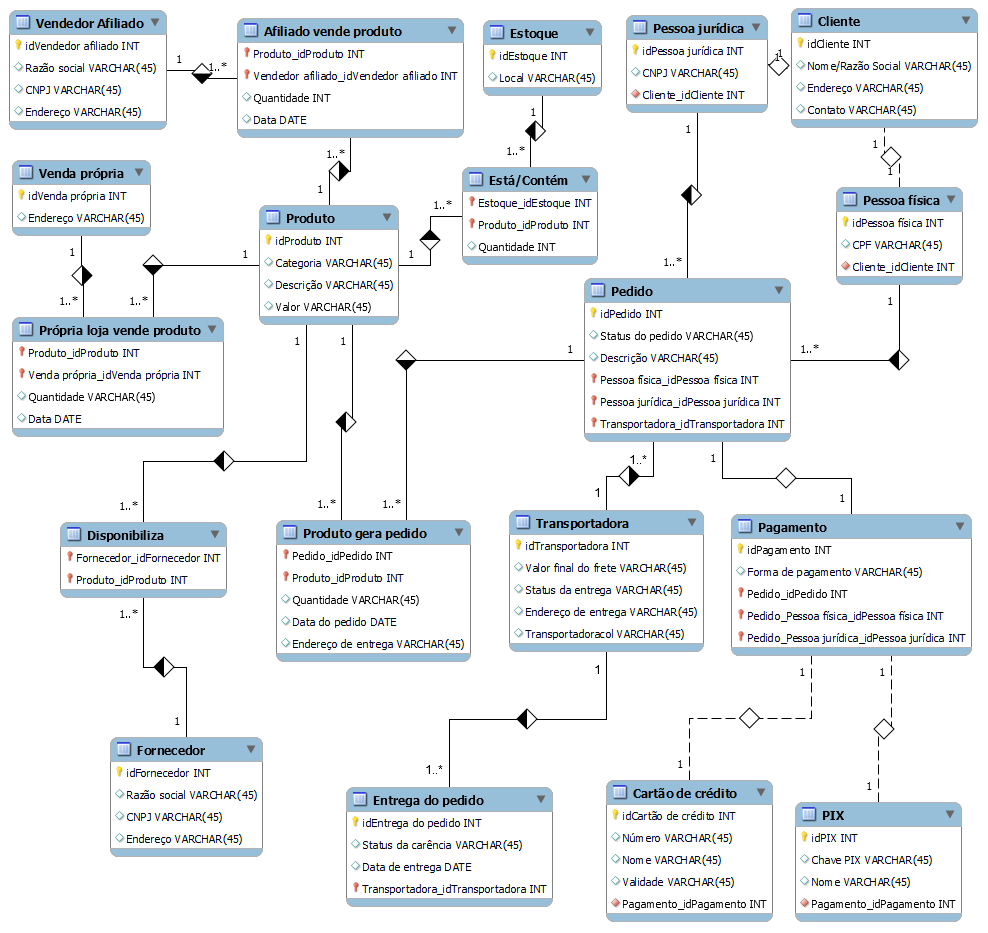 Vendedor Afiliado
idVendedor afiliado INT
Razão social VARCHAR(45)
CNPJ VARCHAR(45)
Endereço VARCHAR(45)
1
1..*
Afiliado vende produto
Produto_idProduto INT
Vendedor afiliado_idVendedor afiliado INT
Quantidade INT
Data DATE
1..*
1
Estoque
idEstoque INT
Local VARCHAR(45)
1
1..*
Pessoa jurídica
idPessoa jurídica INT
CNPJ VARCHAR(45)
Cliente_idCliente INT
1
1
Cliente
idCliente INT
Nome/Razão Social VARCHAR(45)
Endereço VARCHAR(45)
Contato VARCHAR(45)
1
1
Venda própria
idVenda própria INT
Endereço VARCHAR(45)
1
1..*
Produto
idProduto INT
Categoria VARCHAR(45)
Descrição VARCHAR(45)
Valor VARCHAR(45)
1
1..*
1
1..*
Está/Contém
Estoque_idEstoque INT
Produto_idProduto INT
Quantidade INT
Pessoa física
idPessoa física INT
CPF VARCHAR(45)
Cliente_idCliente INT
1
1..*
1
1..*
Própria loja vende produto
Produto_idProduto INT
Venda própria_idVenda própria INT
Quantidade VARCHAR(45)
Data DATE
Pedido
idPedido INT
Status do pedido VARCHAR(45)
Descrição VARCHAR(45)
Pessoa física_idPessoa física INT
Pessoa jurídica_idPessoa jurídica INT
Transportadora_idTransportadora INT
1
1..*
1
1..*
1
1..*
1..*
1
1
1
Disponibiliza
Fornecedor_idFornecedor INT
Produto_idProduto INT
1..*
1
Produto gera pedido
Pedido_idPedido INT
Produto_idProduto INT
Quantidade VARCHAR(45)
Data do pedido DATE
Endereço de entrega VARCHAR(45)
Transportadora
idTransportadora INT
Valor final do frete VARCHAR(45)
Status da entrega VARCHAR(45)
Endereço de entrega VARCHAR(45)
Transportadoracol VARCHAR(45)
1
1..*
Pagamento
idPagamento INT
Forma de pagamento VARCHAR(45)
Pedido_idPedido INT
Pedido_Pessoa física_idPessoa física INT
Pedido_Pessoa jurídica_idPessoa jurídica INT
1
1
1
1
Fornecedor
idFornecedor INT
Razão social VARCHAR(45)
CNPJ VARCHAR(45)
Endereço VARCHAR(45)
Entrega do pedido
idEntrega do pedido INT
Status da carência VARCHAR(45)
Data de entrega DATE
Transportadora_idTransportadora INT
Cartão de crédito
idCartão de crédito INT
Número VARCHAR(45)
Nome VARCHAR(45)
Validade VARCHAR(45)
Pagamento_idPagamento INT
PIX
idPIX INT
Chave PIX VARCHAR(45)
Nome VARCHAR(45)
Pagamento_idPagamento INT